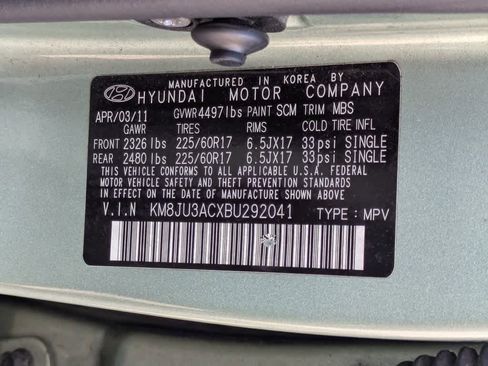 MANUFACTURED IN KOREA BY
HYUNDAI MOTOR COMPANY
APR/03/11 GVWR 4497lbs PAINT SCM TRIM MBS
GAWR TIRES RIMS COLD TIRE INFL
FRONT 2326 lbs 225/60R17 6.5JX17 33psi SINGLE
REAR 2480 lbs 225/60R17 6.5JX17 33psi SINGLE
THIS VEHICLE CONFORMS TO ALL APPLICABLE U.S.A. FEDERAL
MOTOR VEHICLE SAFETY AND THEFT PREVENTION STANDARDS
IN EFFECT ON THE DATE OF MANUFACTURE SHOWN ABOVE
V.I.N KM8JU3ACXBU292041 TYPE : MPV